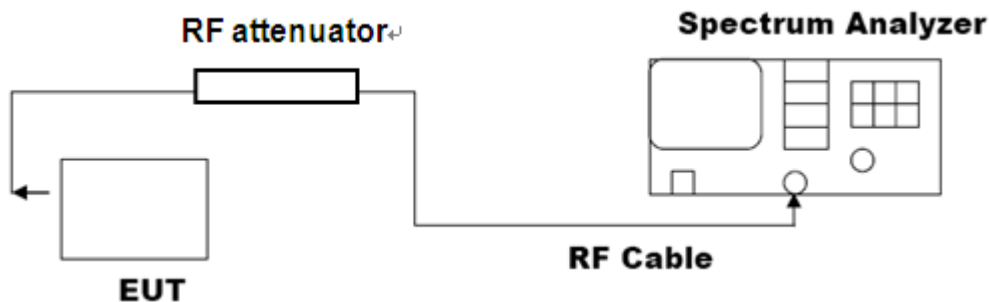 RF attenuator↵
Spectrum Analyzer
RF Cable
EUT